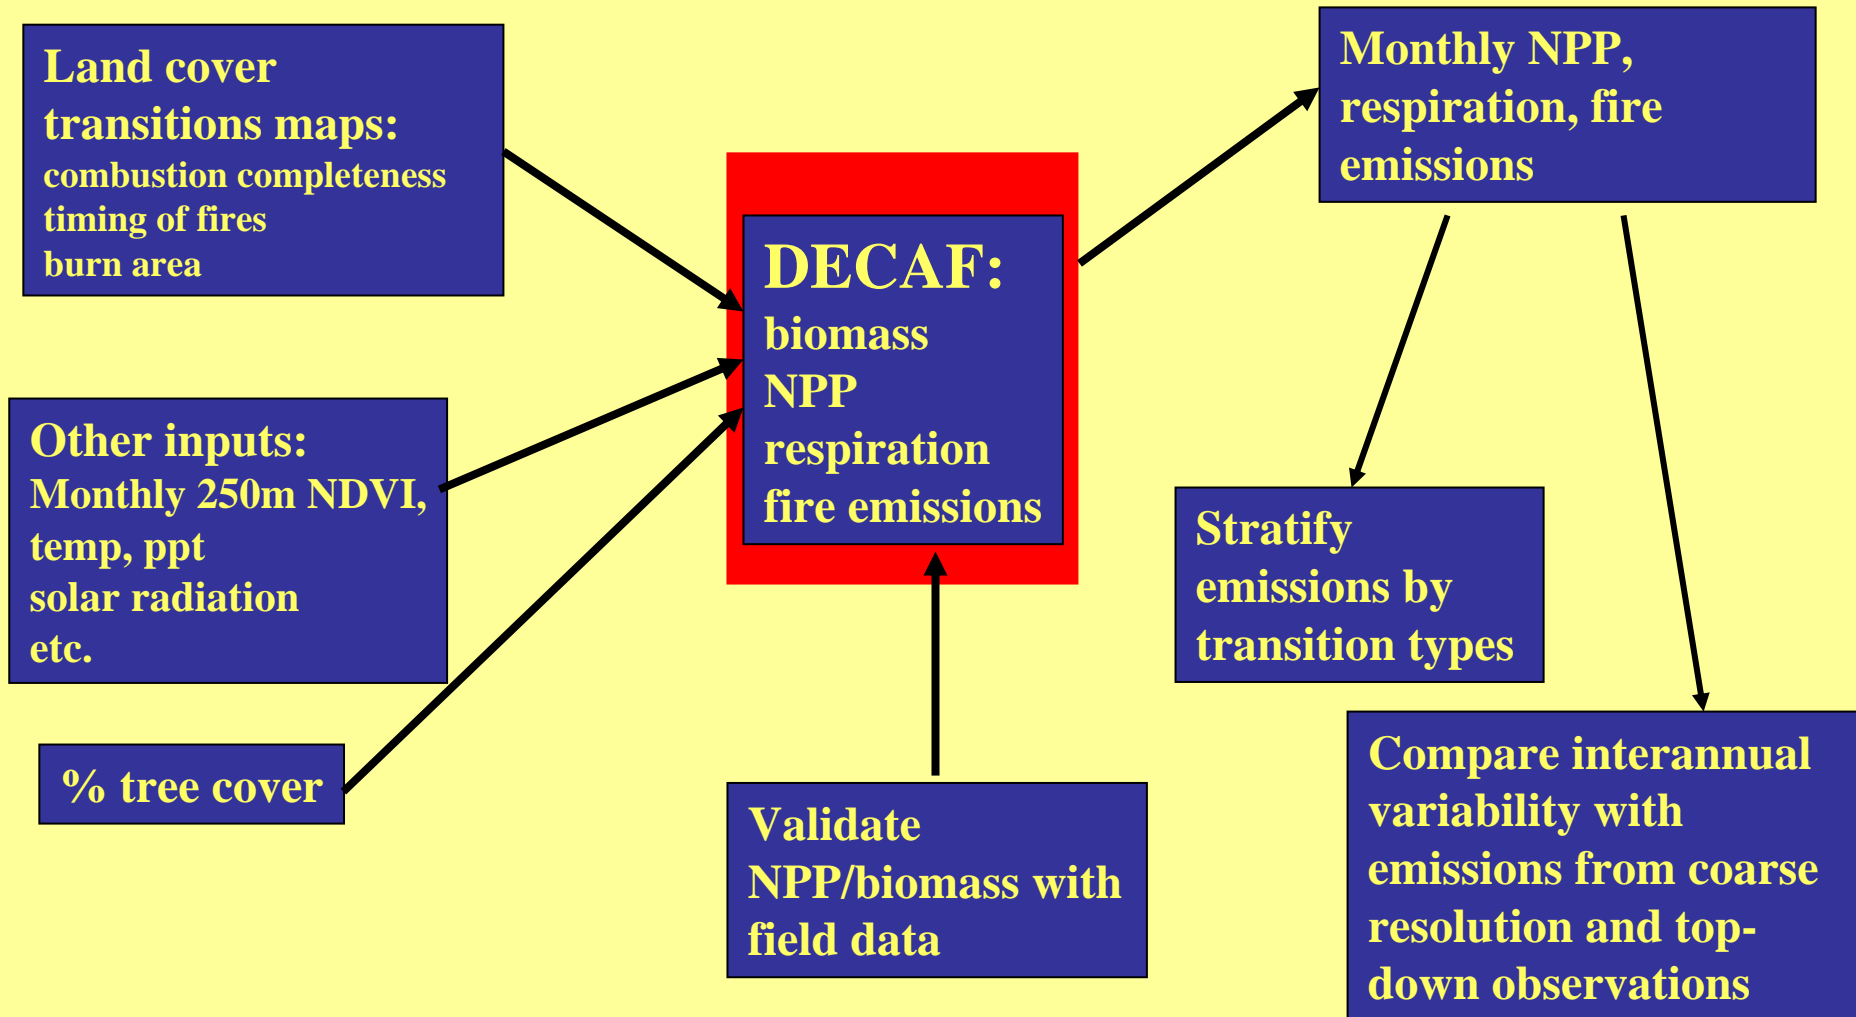 Land cover
transitions maps:
combustion completeness
timing of fires
burn area
Other inputs:
Monthly 250m NDVI,
temp, ppt
solar radiation
etc.
% tree cover
DECAF:
biomass
NPP
respiration
fire emissions
Validate
NPP/biomass with
field data
Monthly NPP,
respiration, fire
emissions
Stratify
emissions by
transition types
Compare interannual
variability with
emissions from coarse
resolution and top-
down observations